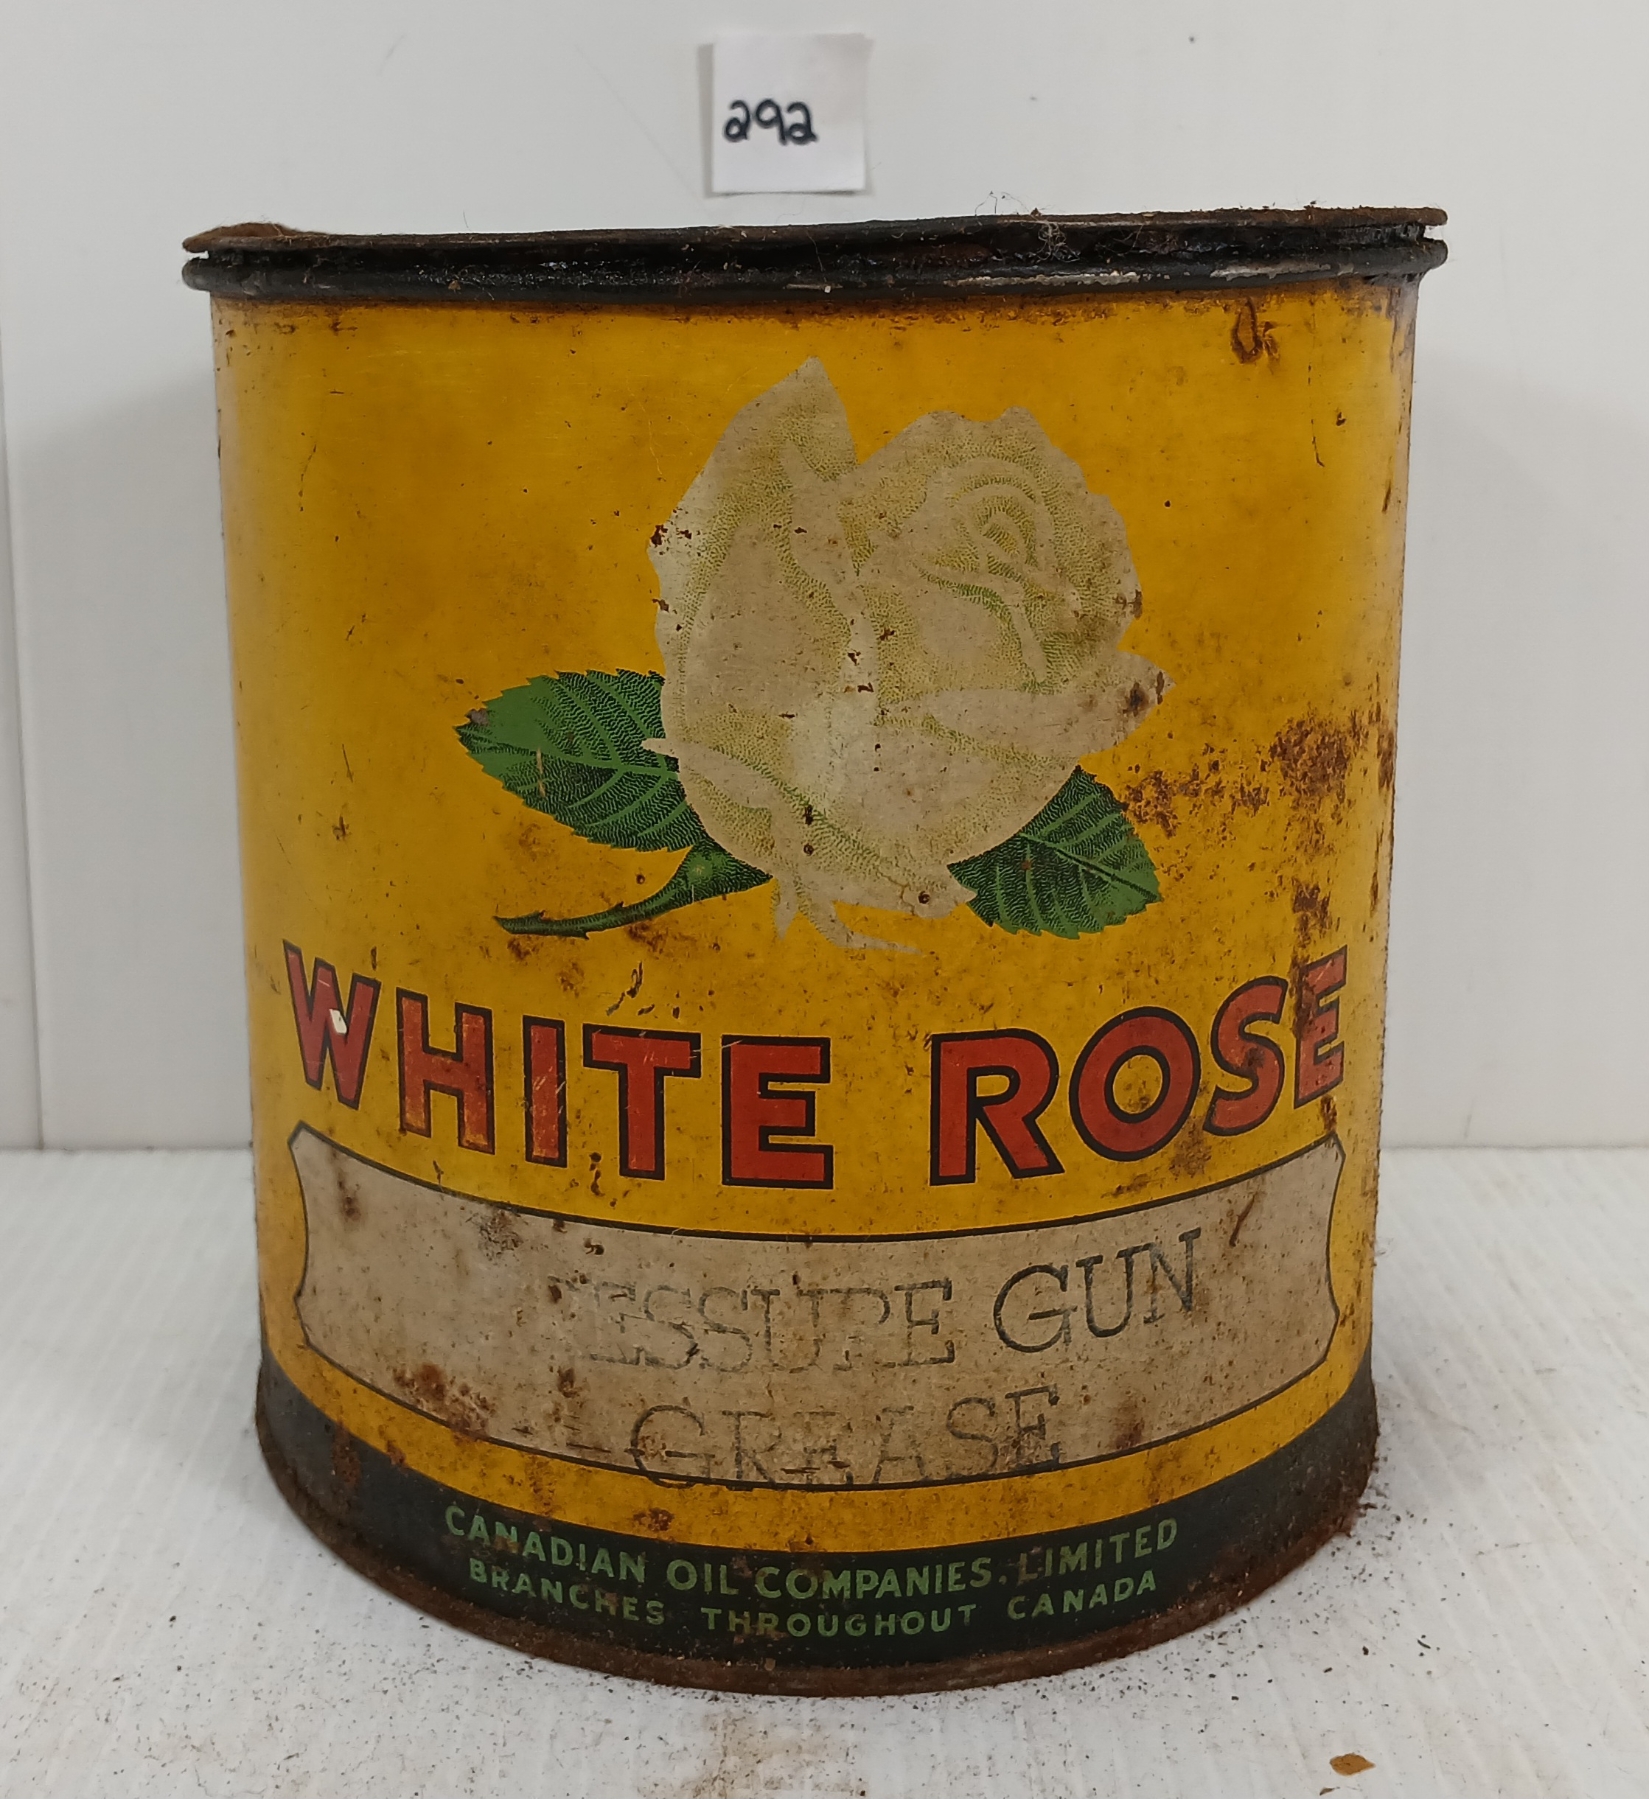 292
WHITE ROSE
ESSURE GUN
GREASE
CANADIAN OIL COMPANIES, LIMITED
BRANCHES THROUGHOUT CANADA